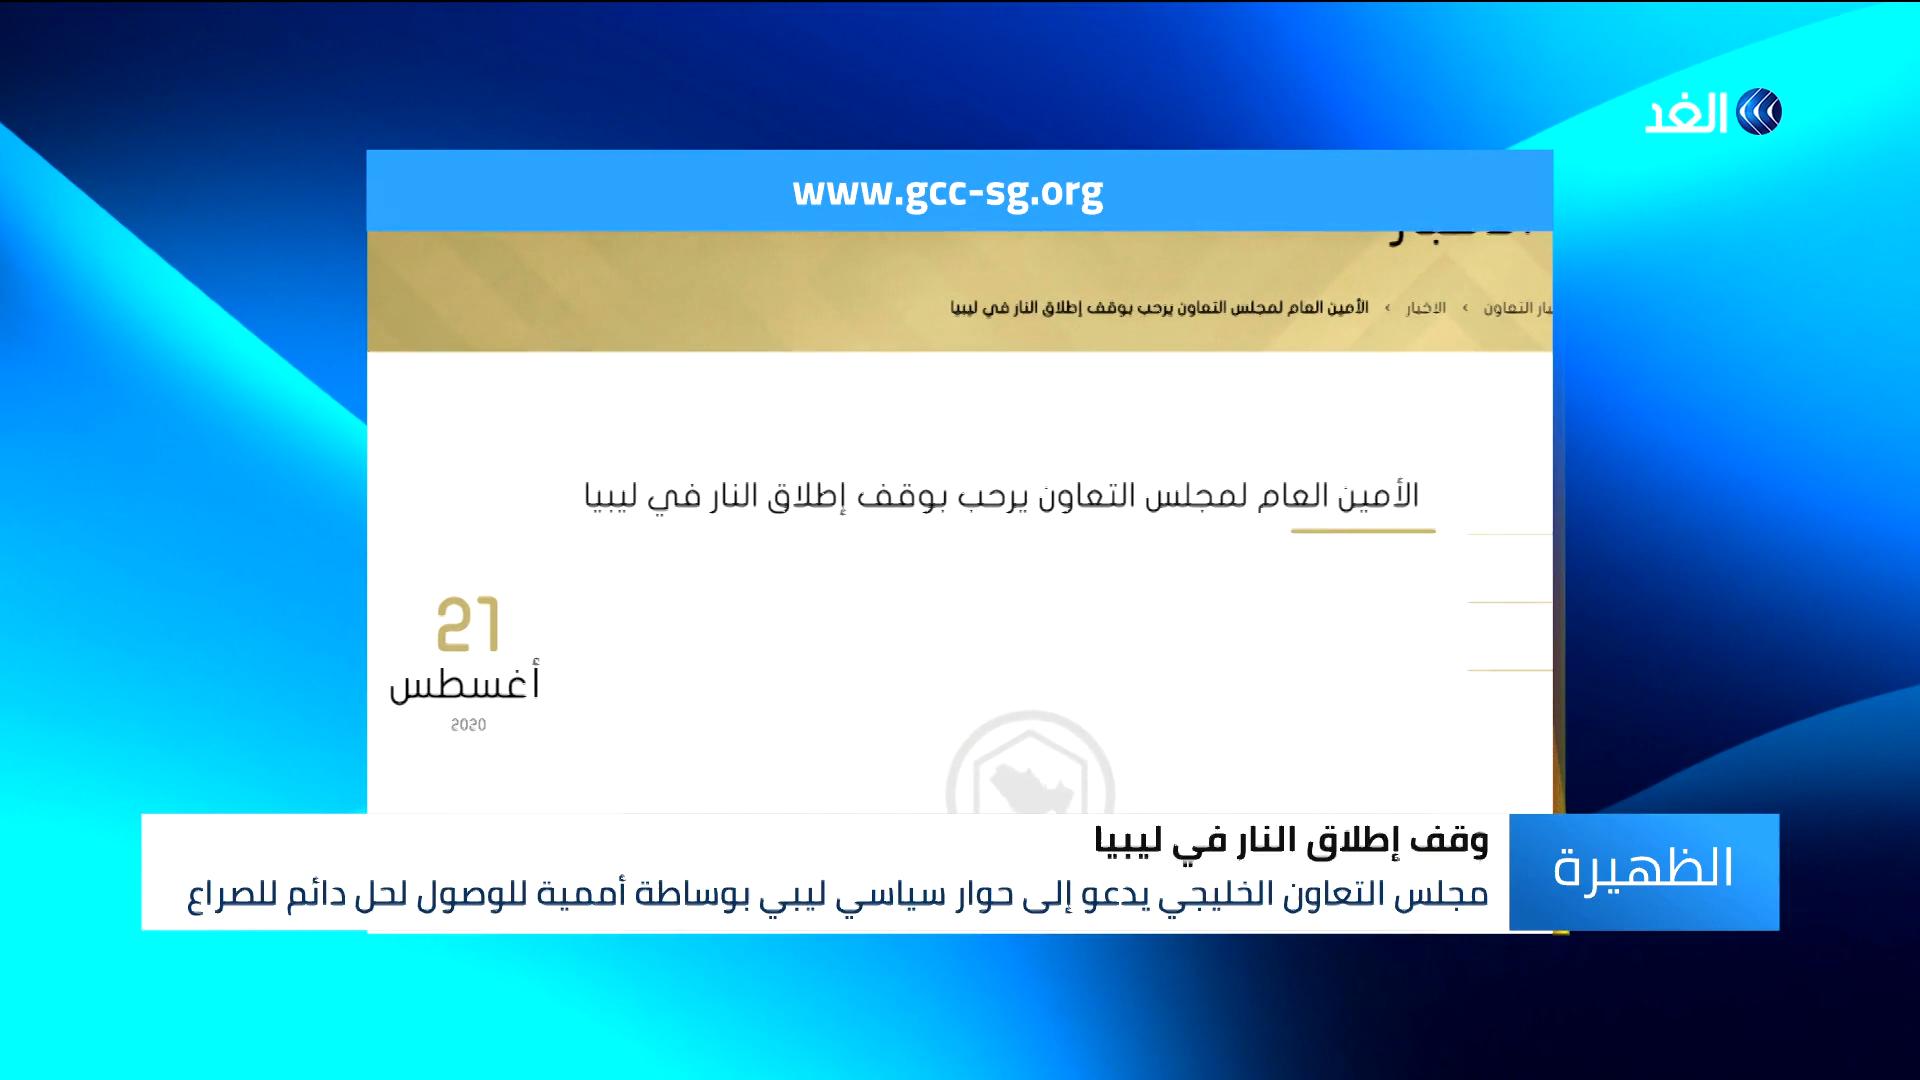 الغد
www.gcc-sg.org
الاخبار › الأمين العام لمجلس التعاون يرحب بوقف إطلاق النار في ليبيا
الأمين العام لمجلس التعاون يرحب بوقف إطلاق النار في ليبيا
21
أغسطس
2020
وقف إطلاق النار في ليبيا
الظهيرة
مجلس التعاون الخليجي يدعو إلى حوار سياسي ليبي بوساطة أممية للوصول لحل دائم للصراع